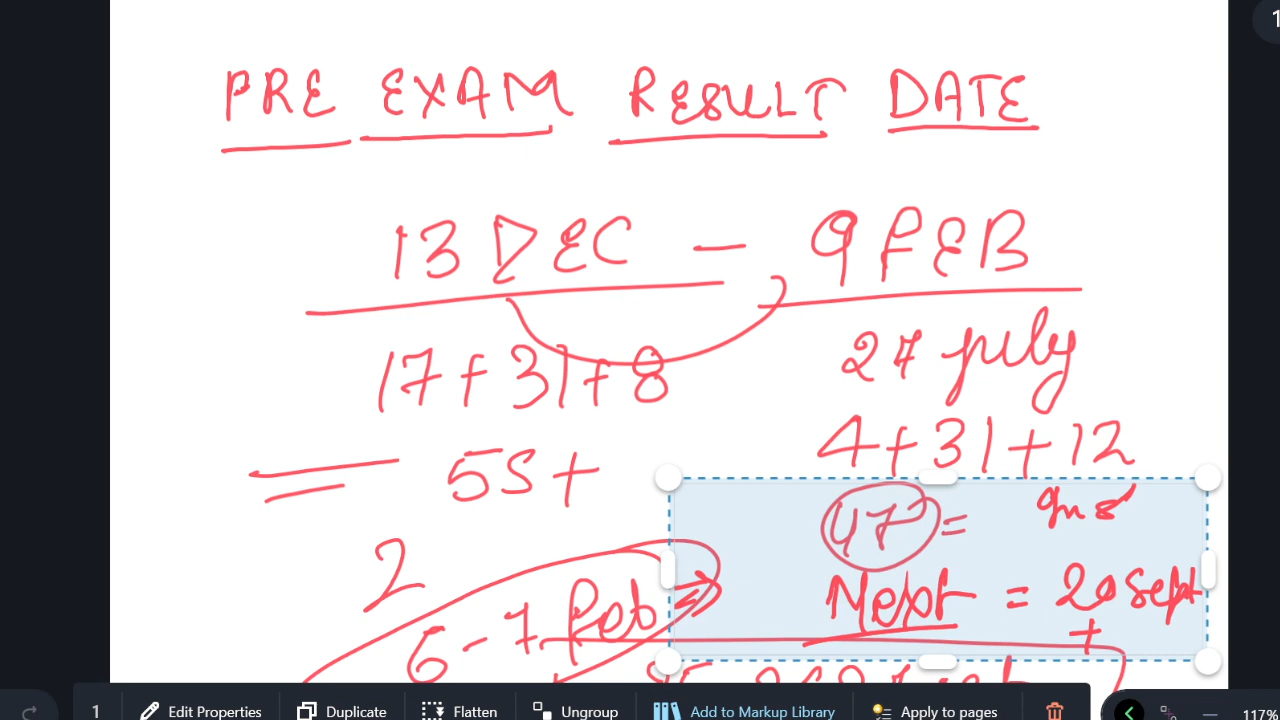 PRE EXAM RESULT DATE
13 DEC - 9 FEB
17+31+8
27 july
= 55+
4+31+12
47 = ans
2
Next = 20 Sept
+
6-7 Feb
1
Edit Properties
Duplicate
Flatten
Ungroup
Add to Markup Library
Apply to pages
117%